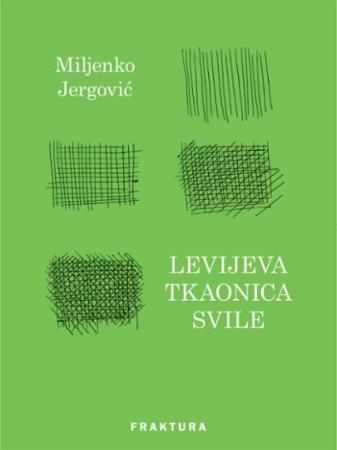 Miljenko
Jergović
LEVIJEVA
TKAONICA
SVILE
FRAKTURA